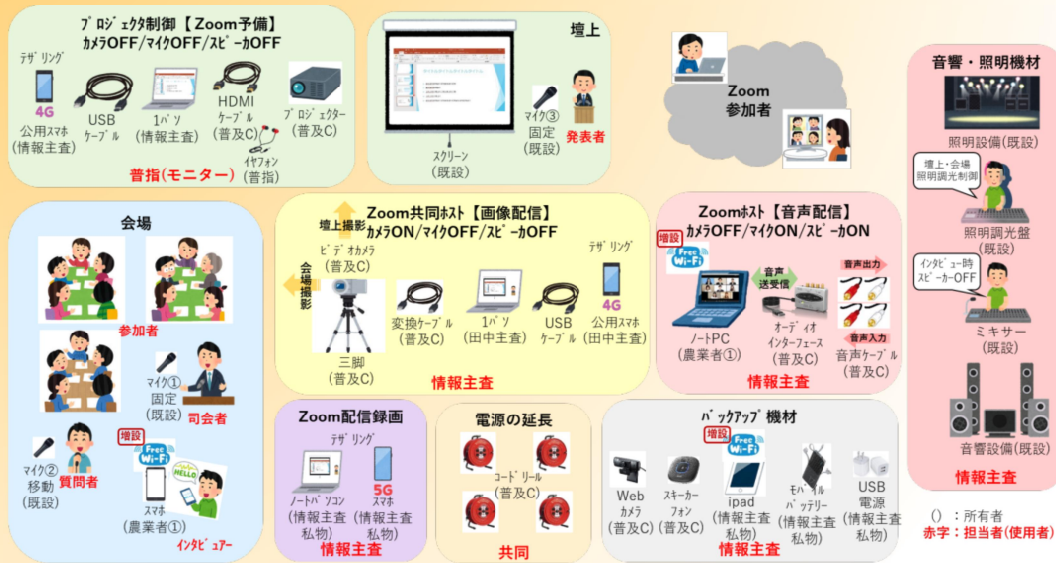 プロジェクタ制御【Zoom予備】
カメラOFF/マイクOFF/スピーカOFF
テザリング
4G
公用スマホ
(情報主査)
USB
ケーブル
1パソ
(情報主査)
HDMI
ケーブル
(普及C)
イヤフォン
(普指)
プロジェクター
(普及C)
普指(モニター)
壇上
スクリーン
(既設)
マイク③
固定
(既設)
発表者
Zoom
参加者
音響・照明機材
照明設備(既設)
壇上・会場
照明調光制御
照明調光盤
(既設)
インタビュー時
スピーカーOFF
ミキサー
(既設)
音響設備(既設)
情報主査
会場
参加者
マイク①
固定
(既設)
司会者
マイク②
移動
(既設)
質問者
増設
Free
Wi-Fi
スマホ
(農業者①)
HELLO
インタビュアー
Zoom共同ホスト【画像配信】
カメラON/マイクOFF/スピーカOFF
壇上撮影
会場撮影
ビデオカメラ
(普及C)
三脚
(普及C)
変換ケーブル
(普及C)
1パソ
(田中主査)
USB
ケーブル
テザリング
4G
公用スマホ
(田中主査)
情報主査
Zoomホスト【音声配信】
カメラOFF/マイクON/スピーカON
増設
Free
Wi-Fi
ノートPC
(農業者①)
音声
送受信
オーディオ
インターフェース
(普及C)
音声出力
音声入力
音声ケーブル
(普及C)
情報主査
Zoom配信録画
テザリング
ノートパソコン
(情報主査
私物)
5G
スマホ
(情報主査
私物)
情報主査
電源の延長
コードリール
(普及C)
共同
バックアップ機材
Web
カメラ
(普及C)
スキーカー
フォン
(普及C)
増設
Free
Wi-Fi
ipad
(情報主査
私物)
モバイル
バッテリー
(情報主査
私物)
USB
電源
(情報主査
私物)
情報主査
()：所有者
赤字：担当者(使用者)